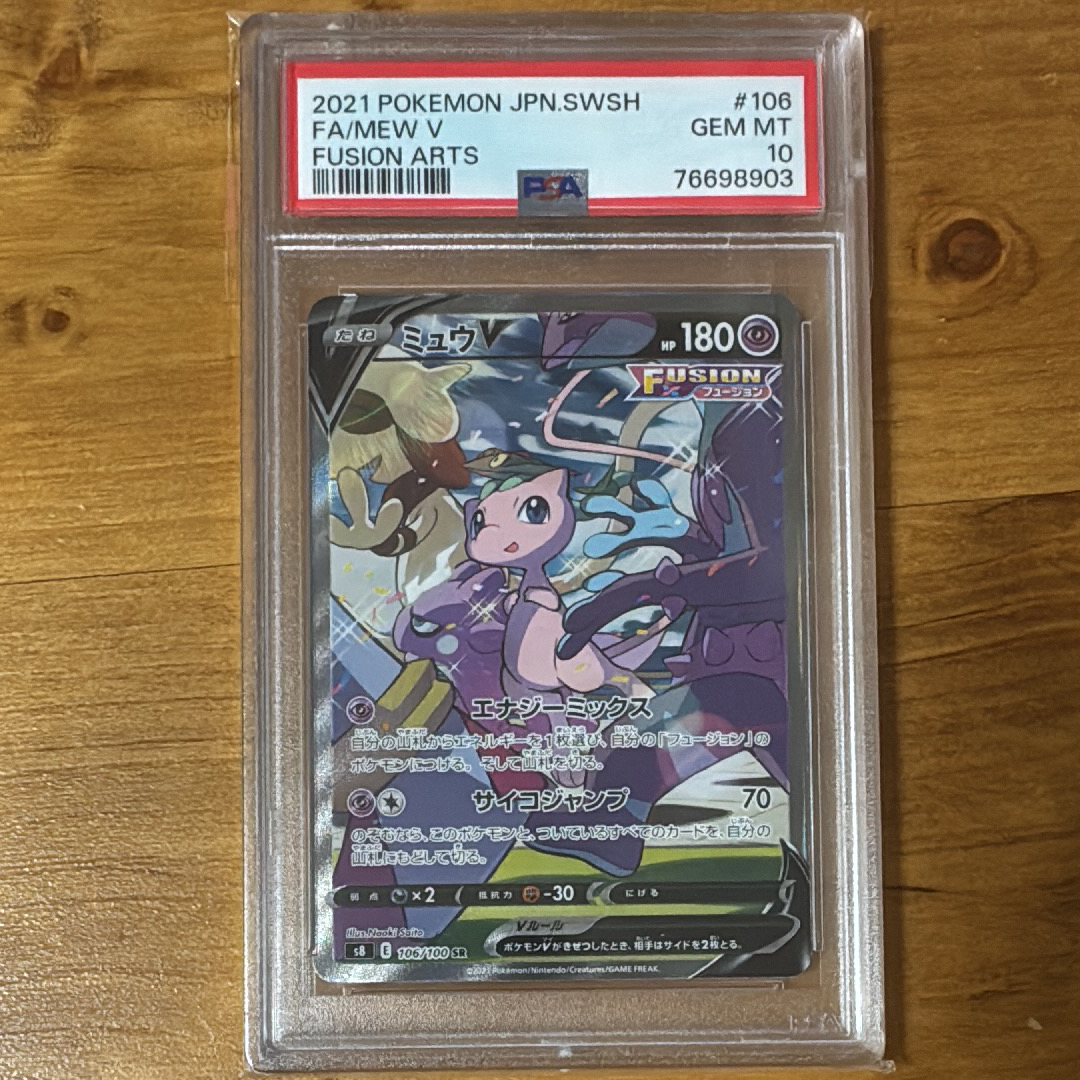 2021 POKEMON JPN.SWSH #106
FA/MEW V GEM MT
FUSION ARTS 10
PSA 76698903
たね ミュウV HP 180
FUSION
フュージョン
エナジーミックス
自分の山札からエネルギーを1枚選び、自分の「フュージョン」の
ポケモンにつける。そして山札を切る。
サイコジャンプ 70
のぞむなら、このポケモンと、ついているすべてのカードを、自分の
山札にもどして切る。
弱点 ×2 抵抗力 -30 にげる
Vルール
ポケモンVがきぜつしたとき、相手はサイドを2枚とる。
Illus. Naoki Saito
s8 E 106/100 SR
©2021 Pokémon/Nintendo/Creatures/GAME FREAK.